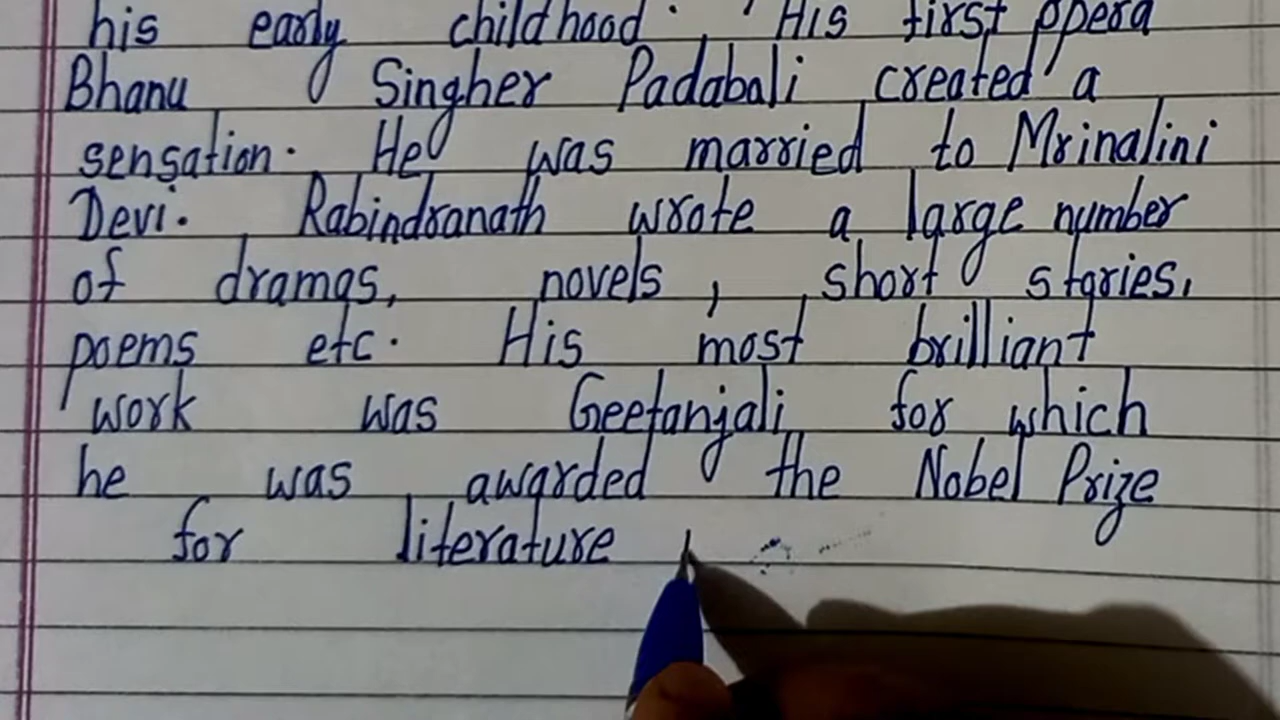 his early childhood. His first opera
Bhanu Singher Padabali created a
sensation. He was married to Mrinalini
Devi. Rabindranath wrote a large number
of dramas, novels, short stories,
poems etc. His most brilliant
work was Geetanjali for which
he was awarded the Nobel Prize
for literature